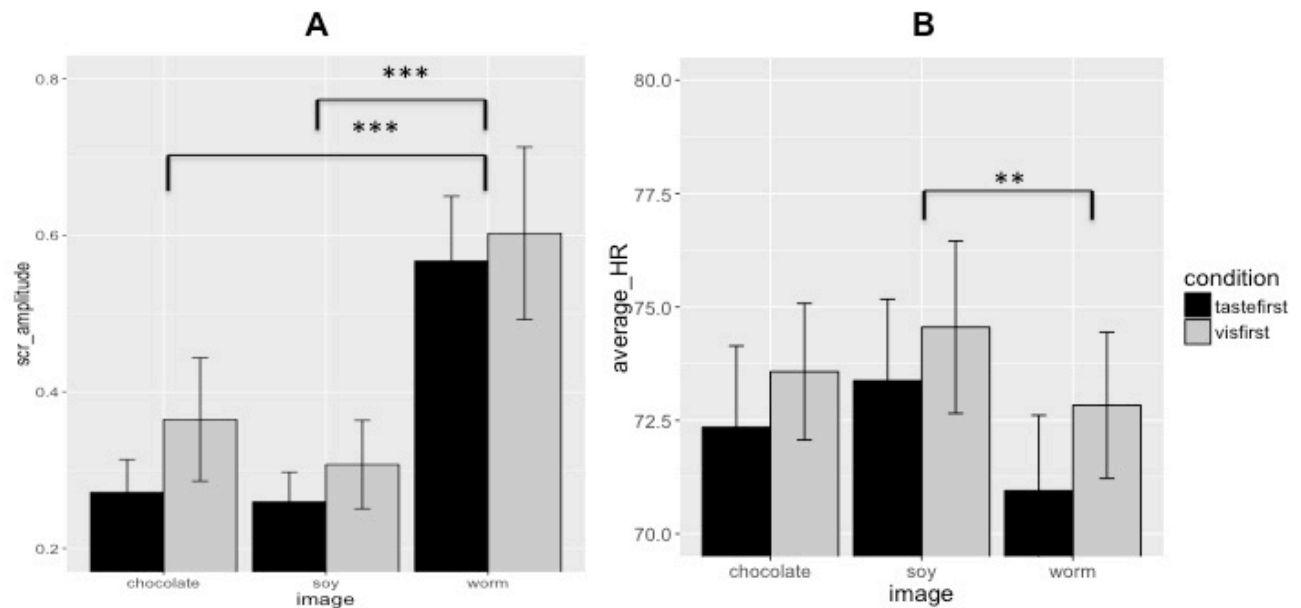 A
0.8
0.6
0.4
0.2
scr_amplitude
***
***
chocolate soy worm
image
B
80.0
77.5
75.0
72.5
70.0
average_HR
**
chocolate soy worm
image
condition
tastefirst
visfirst